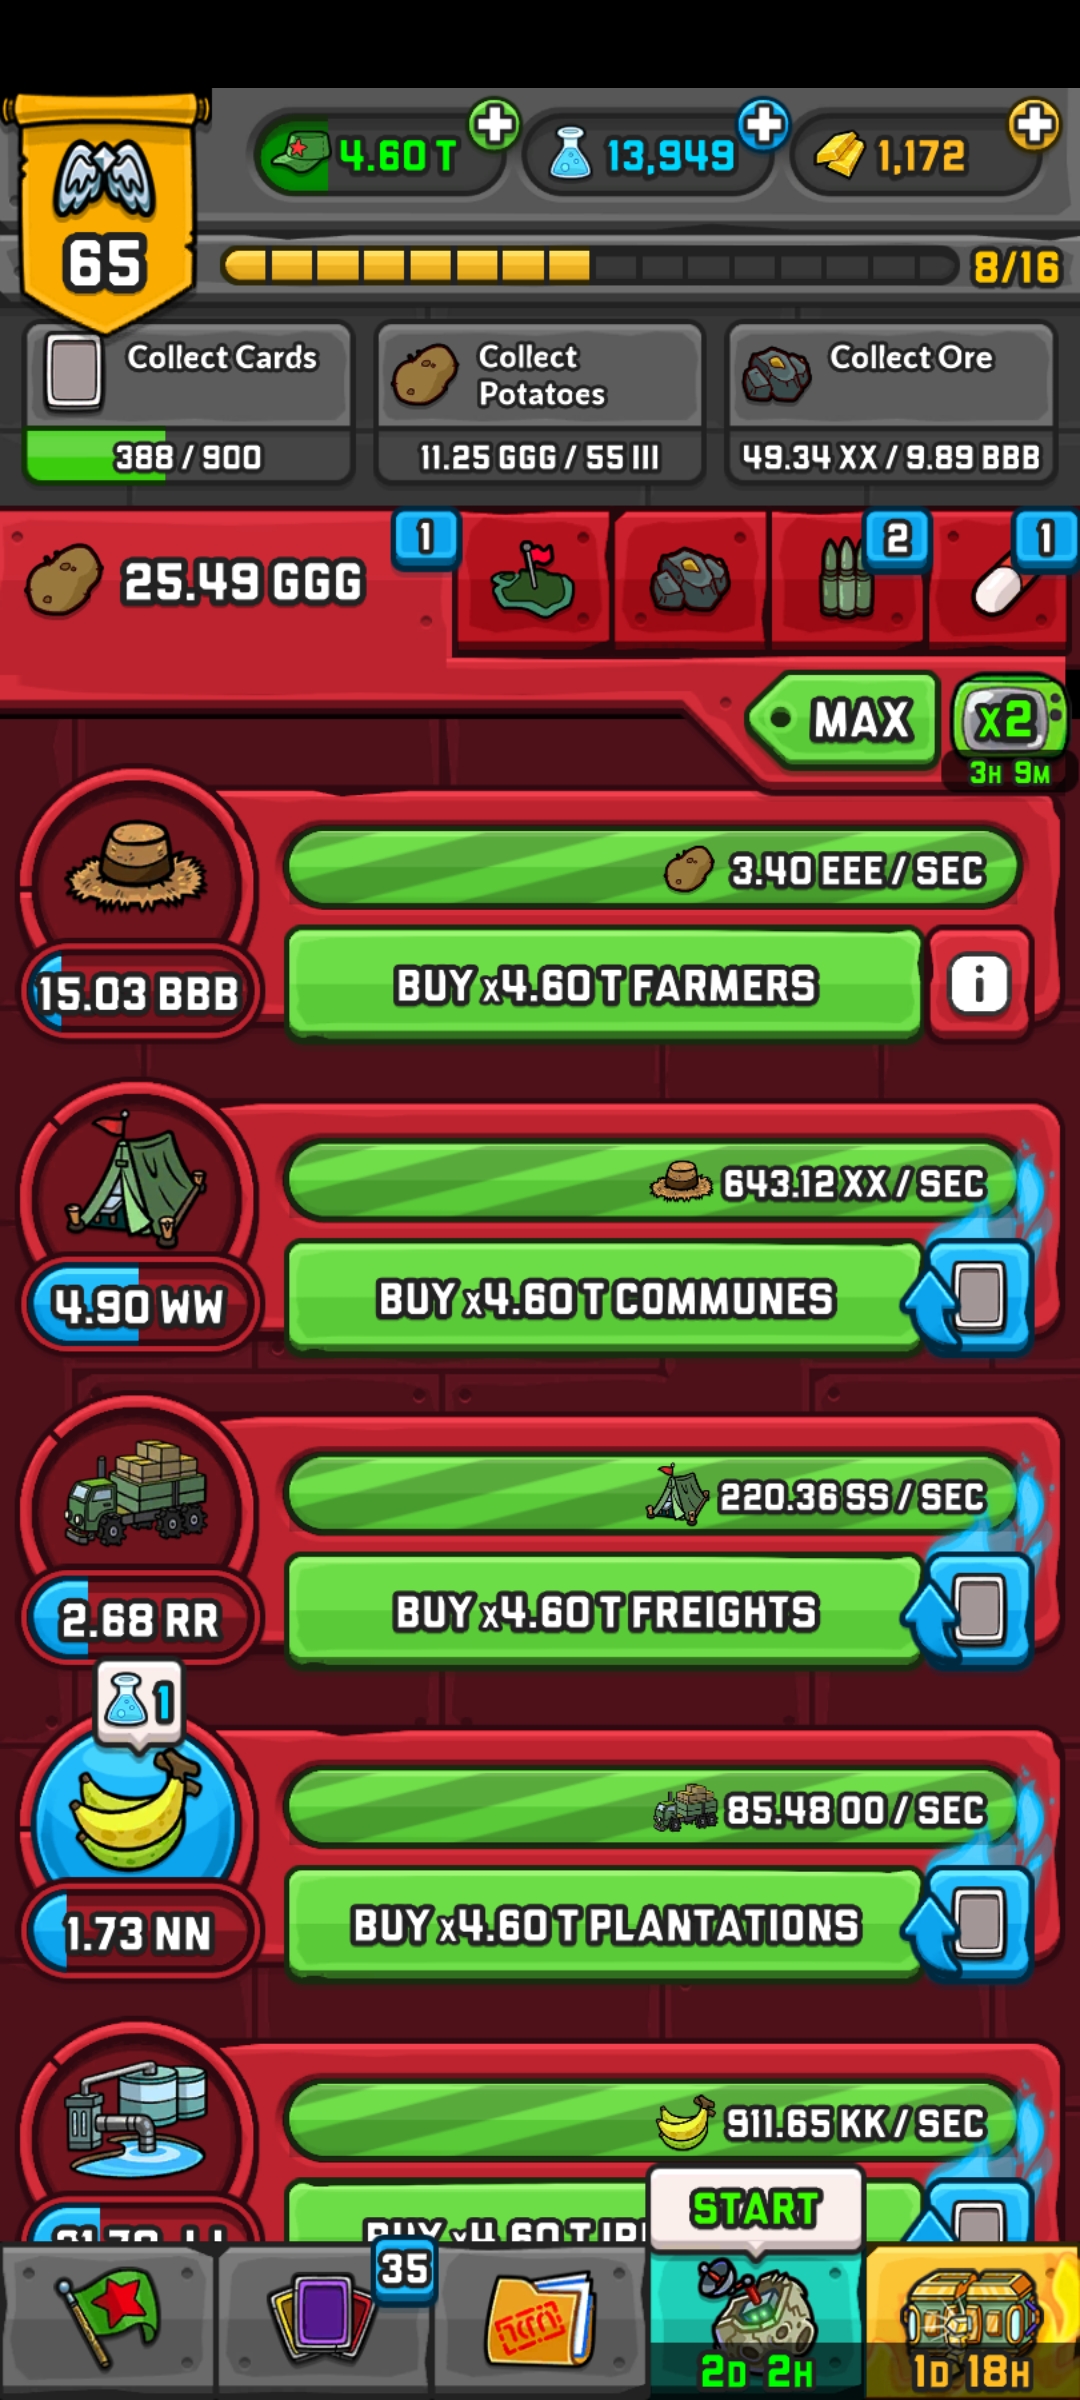 4.60 T
13,949
1,172
65
8/16
Collect Cards
388 / 900
Collect
Potatoes
11.25 GGG / 55 III
Collect Ore
49.34 XX / 9.89 BBB
25.49 GGG
1
2
1
MAX
x2
3H 9M
3.40 EEE / SEC
15.03 BBB
BUY x4.60 T FARMERS
i
643.12 XX / SEC
4.90 WW
BUY x4.60 T COMMUNES
220.36 SS / SEC
2.68 RR
BUY x4.60 T FREIGHTS
1
85.48 OO / SEC
1.73 NN
BUY x4.60 T PLANTATIONS
911.65 KK / SEC
BUY x4.60 T
START
35
2D 2H
1D 18H